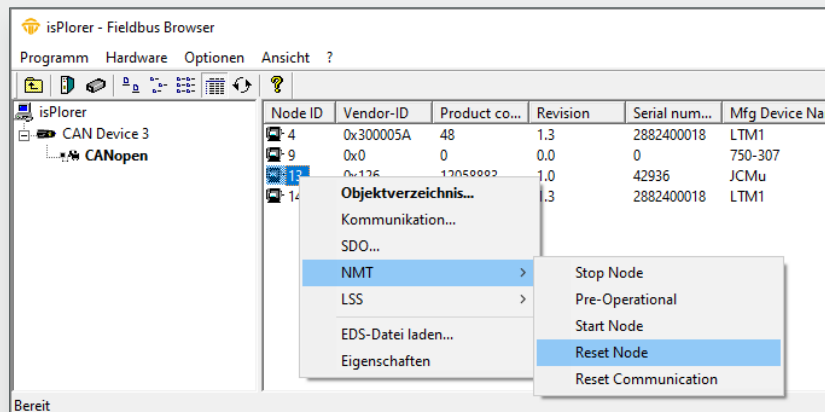 isPlorer - Fieldbus Browser
Programm Hardware Optionen Ansicht ?
isPlorer
CAN Device 3
CANopen
Node ID Vendor-ID Product co... Revision Serial num... Mfg Device Na
4 0x300005A 48 1.3 2882400018 LTM1
9 0x0 0 0.0 0 750-307
13 0x126 12058883 1.0 42936 JCMu
14 1.3 2882400018 LTM1
Objektverzeichnis...
Kommunikation...
SDO...
NMT
LSS
EDS-Datei laden...
Eigenschaften
Stop Node
Pre-Operational
Start Node
Reset Node
Reset Communication
Bereit